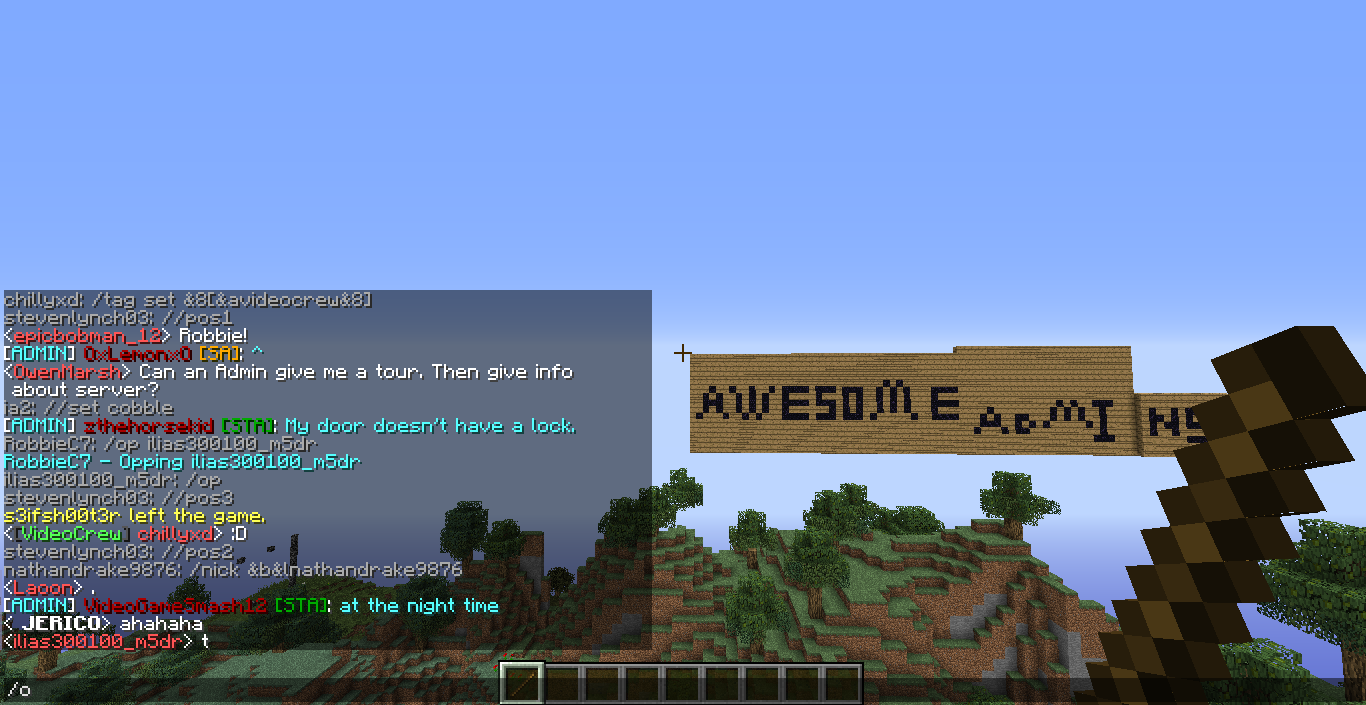 chillyxd: /tag set &8[&avideocrew&8]
stevenlynch03: //pos1
<epicbobman_12> Robbie!
[ADMIN] 0xLemonx0 [SA]: ^
<OwenMarsh> Can an Admin give me a tour. Then give info
about server?
ja2: //set cobble
[ADMIN] zthehorsekid [STA]: My door doesn't have a lock.
RobbieC7: /op ilias300100_m5dr
RobbieC7 - Opping ilias300100_m5dr
ilias300100_m5dr: /op
stevenlynch03: //pos3
s3ifsh00t3r left the game.
<[VideoCrew] chillyxd> :D
stevenlynch03: //pos2
nathandrake9876: /nick &b&lnathandrake9876
<Laoon> .
[ADMIN] VideoGameSmash12 [STA]: at the night time
<_JERICO> ahahaha
<ilias300100_m5dr> t
/o
AWESOME ADMINS